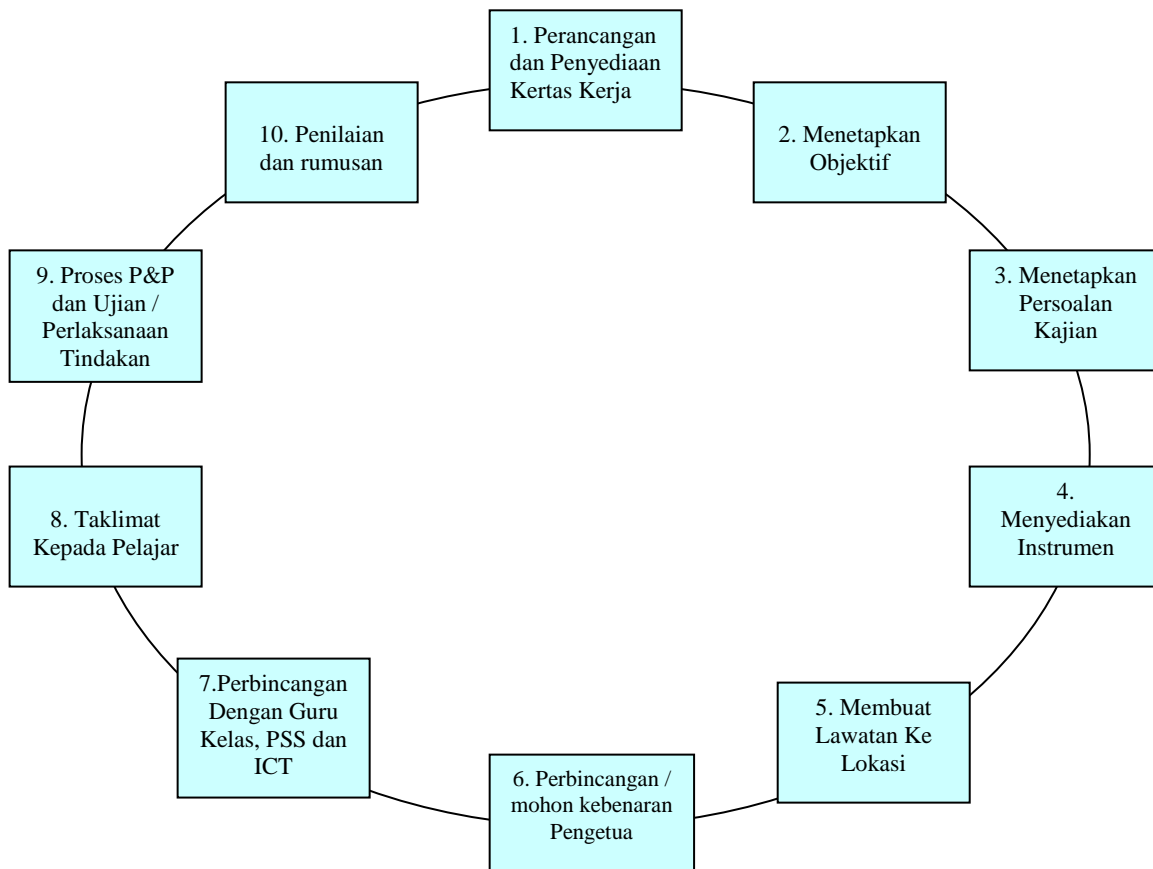 1. Perancangan
dan Penyediaan
Kertas Kerja
2. Menetapkan
Objektif
3. Menetapkan
Persoalan
Kajian
4.
Menyediakan
Instrumen
5. Membuat
Lawatan Ke
Lokasi
6. Perbincangan /
mohon kebenaran
Pengetua
7.Perbincangan
Dengan Guru
Kelas, PSS dan
ICT
8. Taklimat
Kepada Pelajar
9. Proses P&P
dan Ujian /
Perlaksanaan
Tindakan
10. Penilaian
dan rumusan